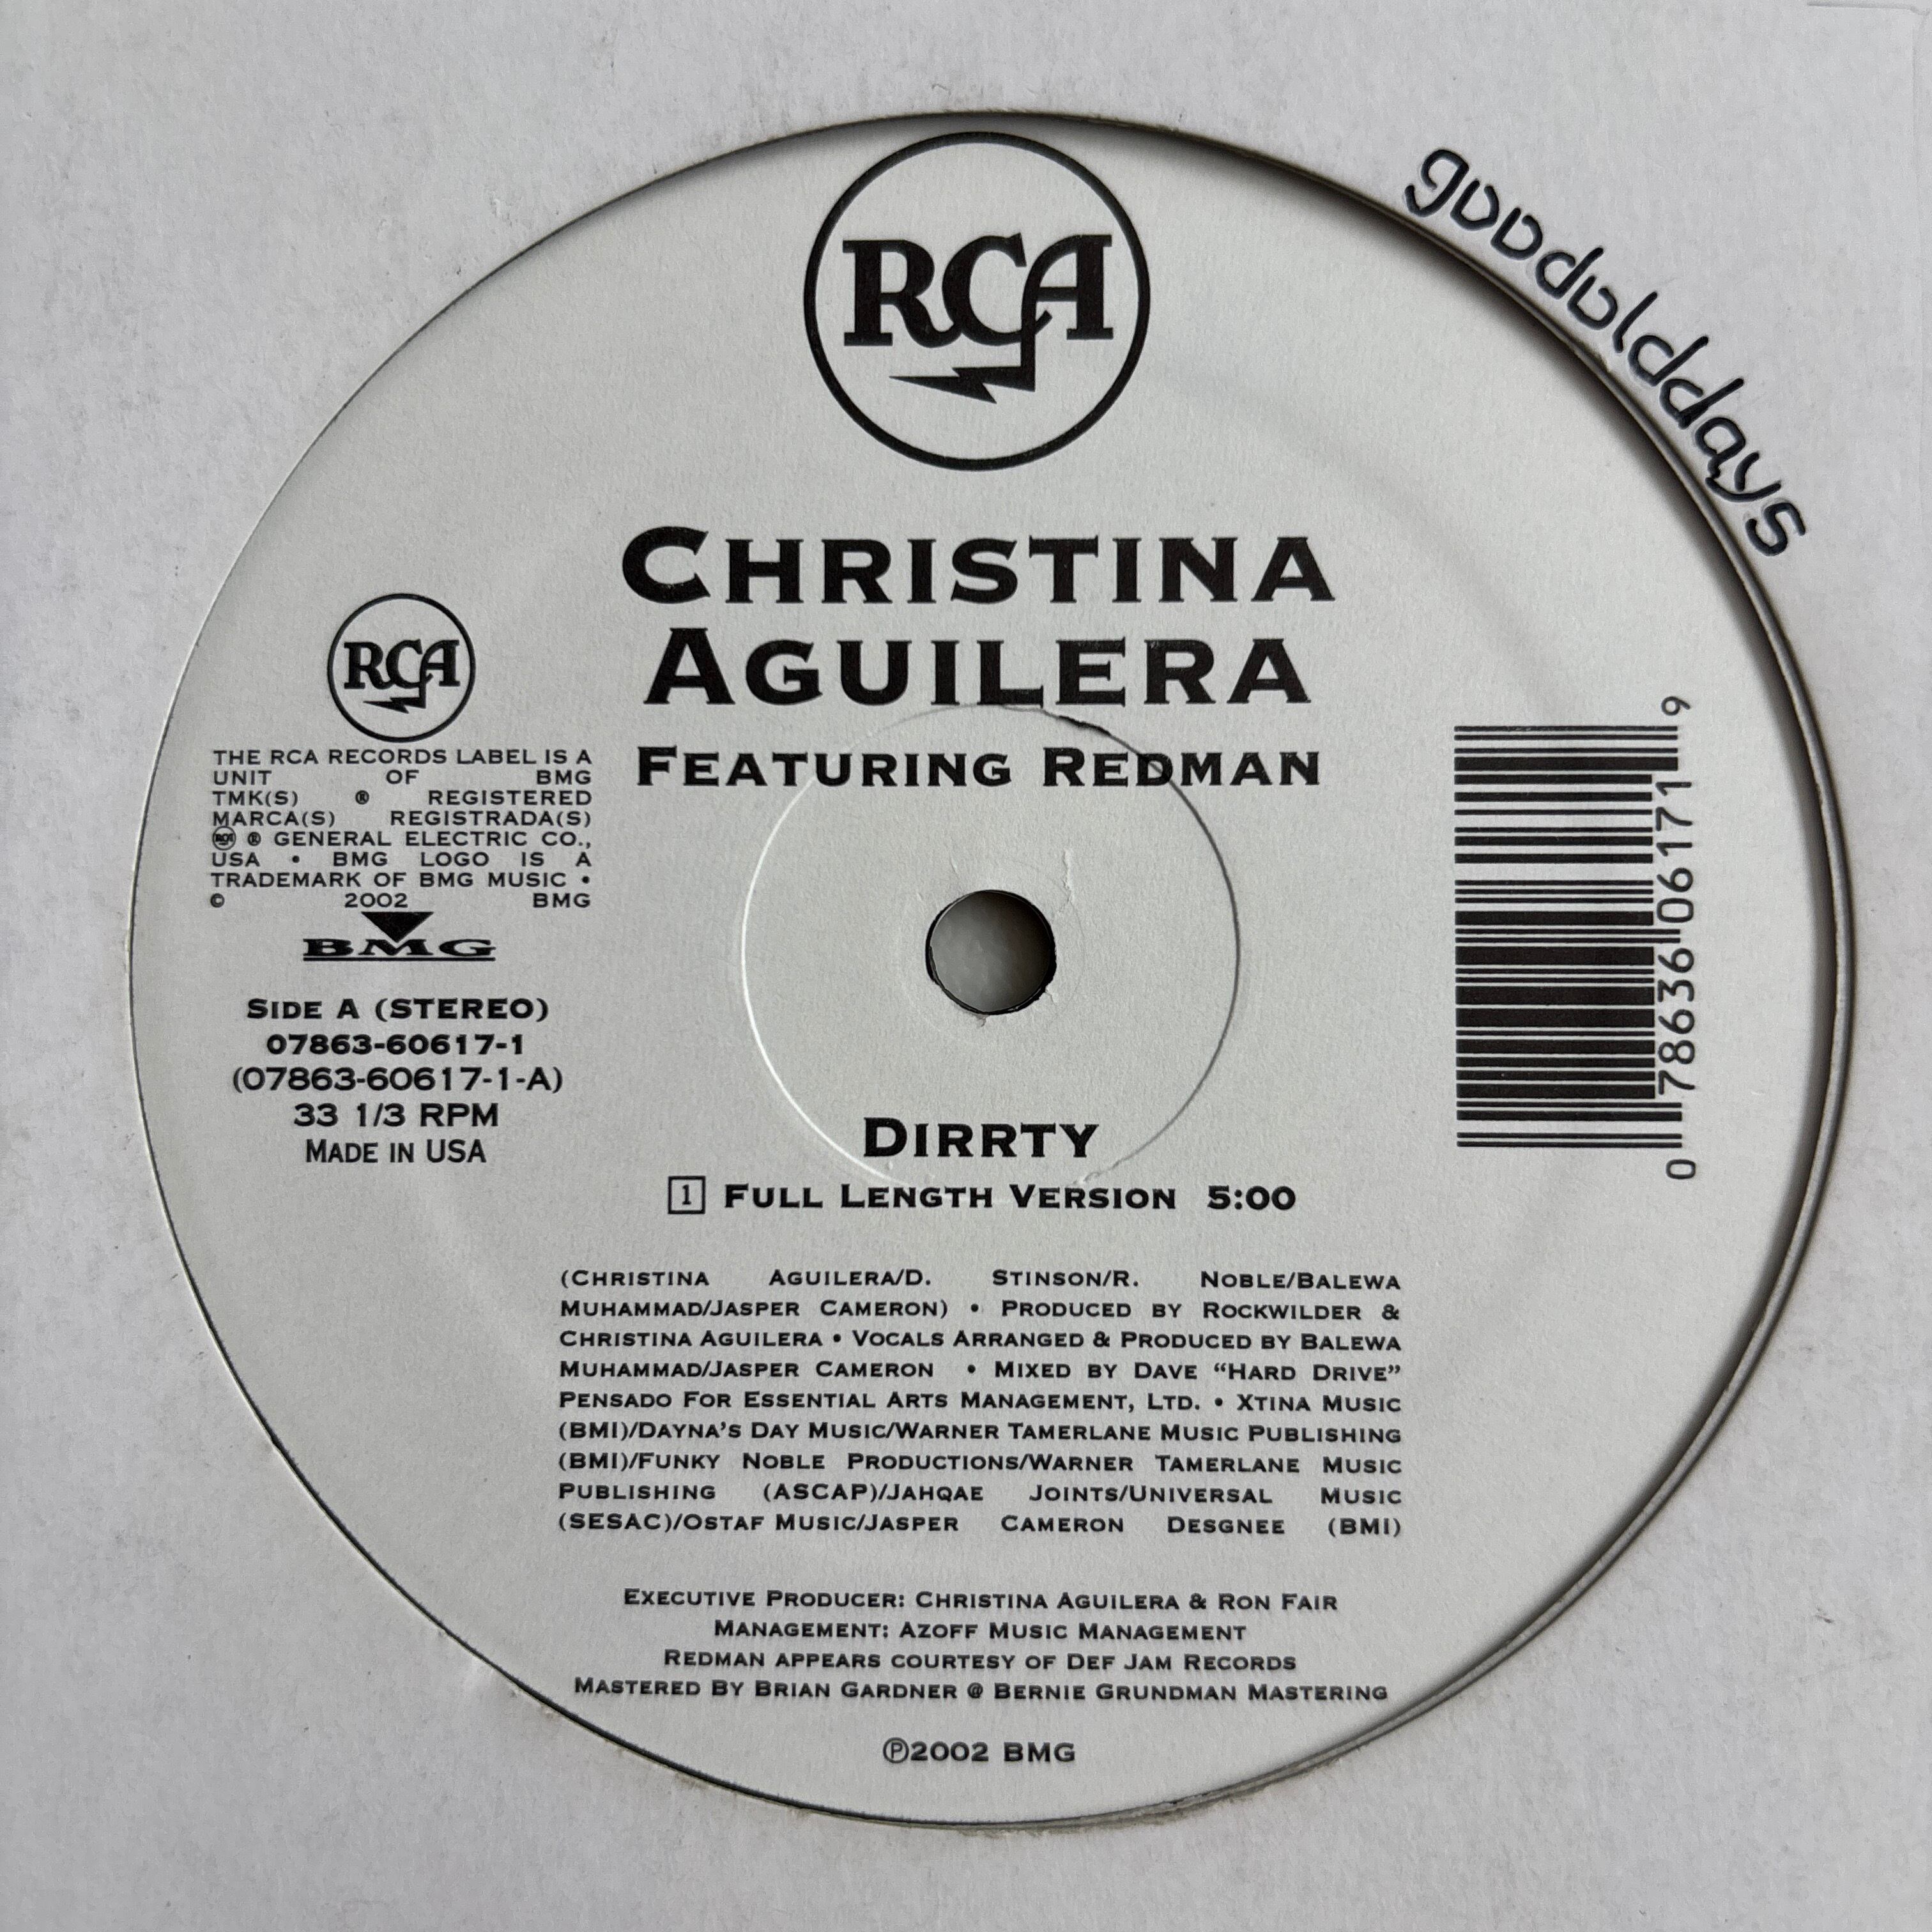 RCA
gooddolddays
CHRISTINA
AGUILERA
FEATURING REDMAN
RCA
THE RCA RECORDS LABEL IS A
UNIT OF BMG
TMK(S) ® REGISTERED
MARCA(S) REGISTRADA(S)
RCA ® GENERAL ELECTRIC CO.,
USA • BMG LOGO IS A
TRADEMARK OF BMG MUSIC •
© 2002 BMG
BMG
SIDE A (STEREO)
07863-60617-1
(07863-60617-1-A)
33 1/3 RPM
MADE IN USA
0 78636 06171 9
DIRRTY
1 FULL LENGTH VERSION 5:00
(CHRISTINA AGUILERA/D. STINSON/R. NOBLE/BALEWA
MUHAMMAD/JASPER CAMERON) • PRODUCED BY ROCKWILDER &
CHRISTINA AGUILERA • VOCALS ARRANGED & PRODUCED BY BALEWA
MUHAMMAD/JASPER CAMERON • MIXED BY DAVE “HARD DRIVE”
PENSADO FOR ESSENTIAL ARTS MANAGEMENT, LTD. • XTINA MUSIC
(BMI)/DAYNA’S DAY MUSIC/WARNER TAMERLANE MUSIC PUBLISHING
(BMI)/FUNKY NOBLE PRODUCTIONS/WARNER TAMERLANE MUSIC
PUBLISHING (ASCAP)/JAHQAE JOINTS/UNIVERSAL MUSIC
(SESAC)/OSTAF MUSIC/JASPER CAMERON DESGNEE (BMI)
EXECUTIVE PRODUCER: CHRISTINA AGUILERA & RON FAIR
MANAGEMENT: AZOFF MUSIC MANAGEMENT
REDMAN APPEARS COURTESY OF DEF JAM RECORDS
MASTERED BY BRIAN GARDNER @ BERNIE GRUNDMAN MASTERING
℗2002 BMG